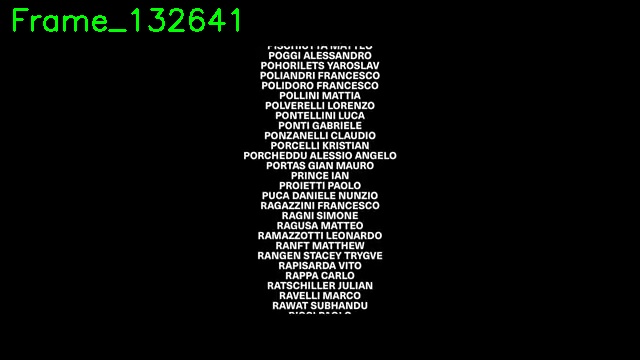 Frame_132641
PISCHIUTTA MATTEO
POGGI ALESSANDRO
POHORILETS YAROSLAV
POLIANDRI FRANCESCO
POLIDORO FRANCESCO
POLLINI MATTIA
POLVERELLI LORENZO
PONTELLINI LUCA
PONTI GABRIELE
PONZANELLI CLAUDIO
PORCELLI KRISTIAN
PORCHEDDU ALESSIO ANGELO
PORTAS GIAN MAURO
PRINCE IAN
PROIETTI PAOLO
PUCA DANIELE NUNZIO
RAGAZZINI FRANCESCO
RAGNI SIMONE
RAGUSA MATTEO
RAMAZZOTTI LEONARDO
RANFT MATTHEW
RANGEN STACEY TRYGVE
RAPISARDA VITO
RAPPA CARLO
RATSCHILLER JULIAN
RAVELLI MARCO
RAWAT SUBHANDU